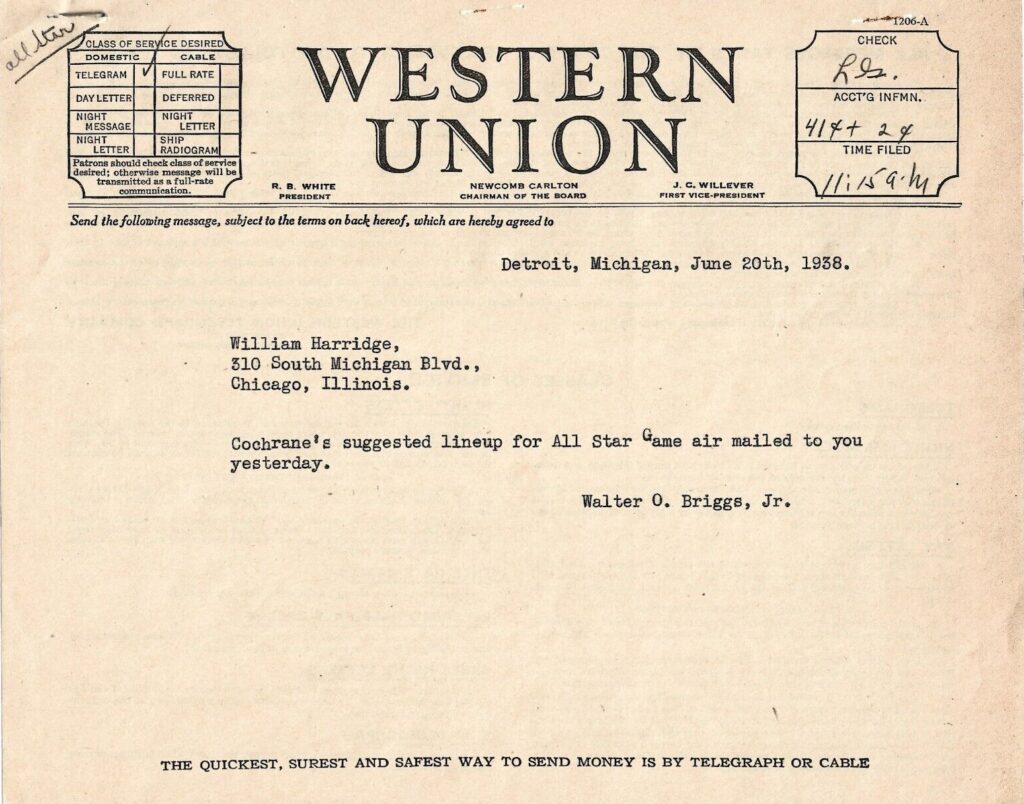 all star
1206-A
CLASS OF SERVICE DESIRED
DOMESTIC CABLE
TELEGRAM ✓ FULL RATE
DAY LETTER DEFERRED
NIGHT MESSAGE NIGHT LETTER
NIGHT LETTER SHIP RADIOGRAM
Patrons should check class of service
desired; otherwise message will be
transmitted as a full-rate
communication.
WESTERN
UNION
R. B. WHITE
PRESIDENT
NEWCOMB CARLTON
CHAIRMAN OF THE BOARD
J. C. WILLEVER
FIRST VICE-PRESIDENT
CHECK
ACCT'G INFMN.
41¢ + 2¢
TIME FILED
11:15 a.m
Send the following message, subject to the terms on back hereof, which are hereby agreed to
Detroit, Michigan, June 20th, 1938.
William Harridge,
310 South Michigan Blvd.,
Chicago, Illinois.
Cochrane's suggested lineup for All Star Game air mailed to you
yesterday.
Walter O. Briggs, Jr.
THE QUICKEST, SUREST AND SAFEST WAY TO SEND MONEY IS BY TELEGRAPH OR CABLE